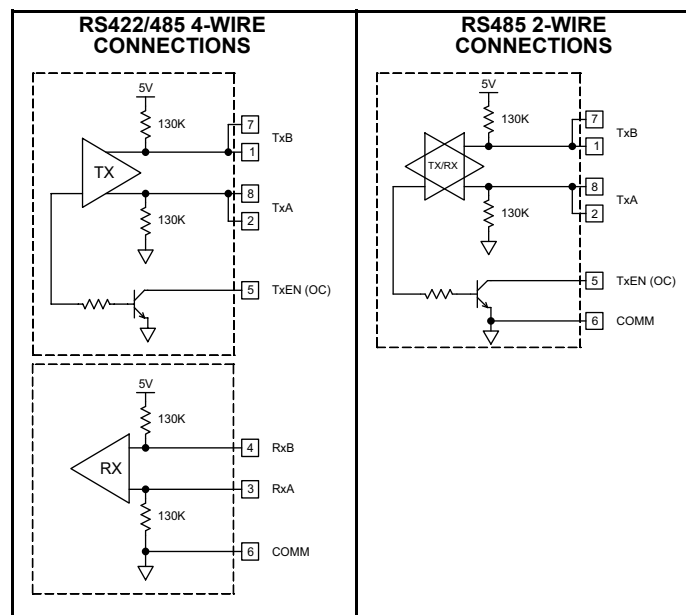 RS422/485 4-WIRE
CONNECTIONS
5V
130K
7
TxB
1
TX
8
TxA
130K
2
5 TxEN (OC)
5V
130K
4 RxB
RX
3 RxA
130K
6 COMM
RS485 2-WIRE
CONNECTIONS
5V
130K
7
TxB
1
TX/RX
8
TxA
130K
2
5 TxEN (OC)
6 COMM